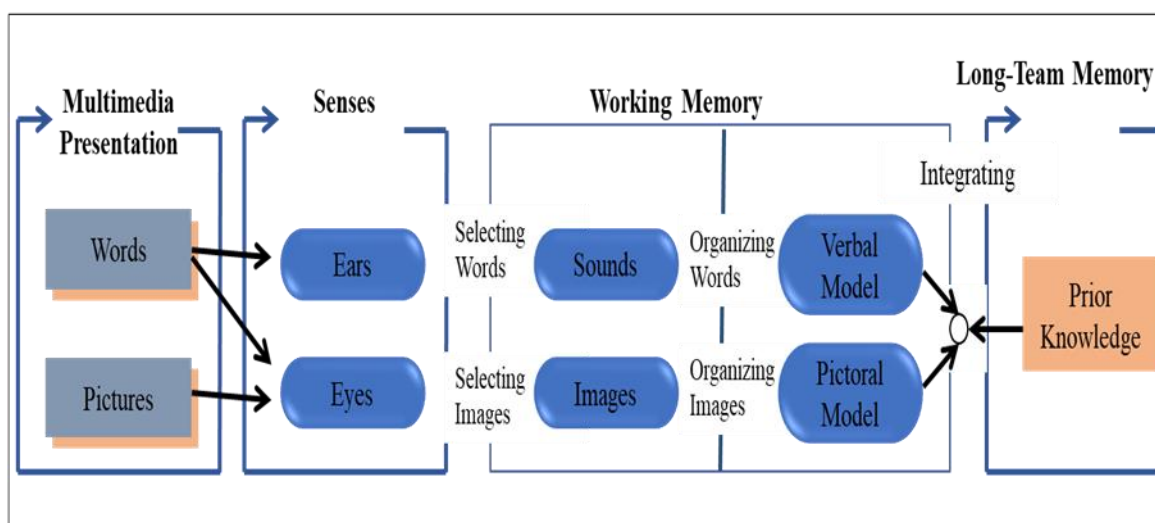 Multimedia
Presentation
Senses
Working Memory
Long-Team Memory
Integrating
Words
Ears
Selecting
Words
Sounds
Organizing
Words
Verbal
Model
Prior
Knowledge
Pictures
Eyes
Selecting
Images
Images
Organizing
Images
Pictoral
Model